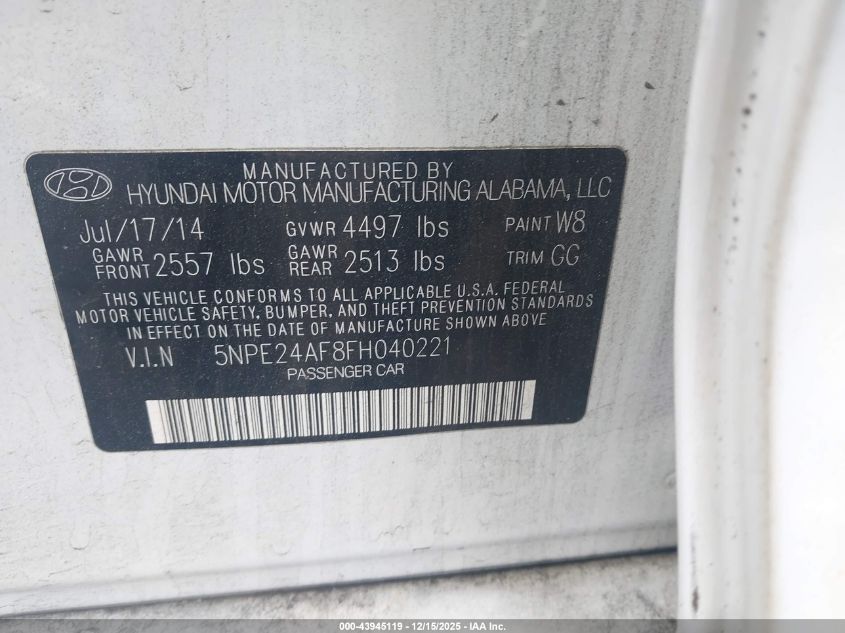 MANUFACTURED BY
HYUNDAI MOTOR MANUFACTURING ALABAMA, LLC
Jul/17/14 GVWR 4497 lbs PAINT W8
GAWR FRONT 2557 lbs GAWR REAR 2513 lbs TRIM GG
THIS VEHICLE CONFORMS TO ALL APPLICABLE U.S.A. FEDERAL
MOTOR VEHICLE SAFETY, BUMPER, AND THEFT PREVENTION STANDARDS
IN EFFECT ON THE DATE OF MANUFACTURE SHOWN ABOVE
V.I.N 5NPE24AF8FH040221
PASSENGER CAR
000-43945119 - 12/15/2025 - IAA Inc.